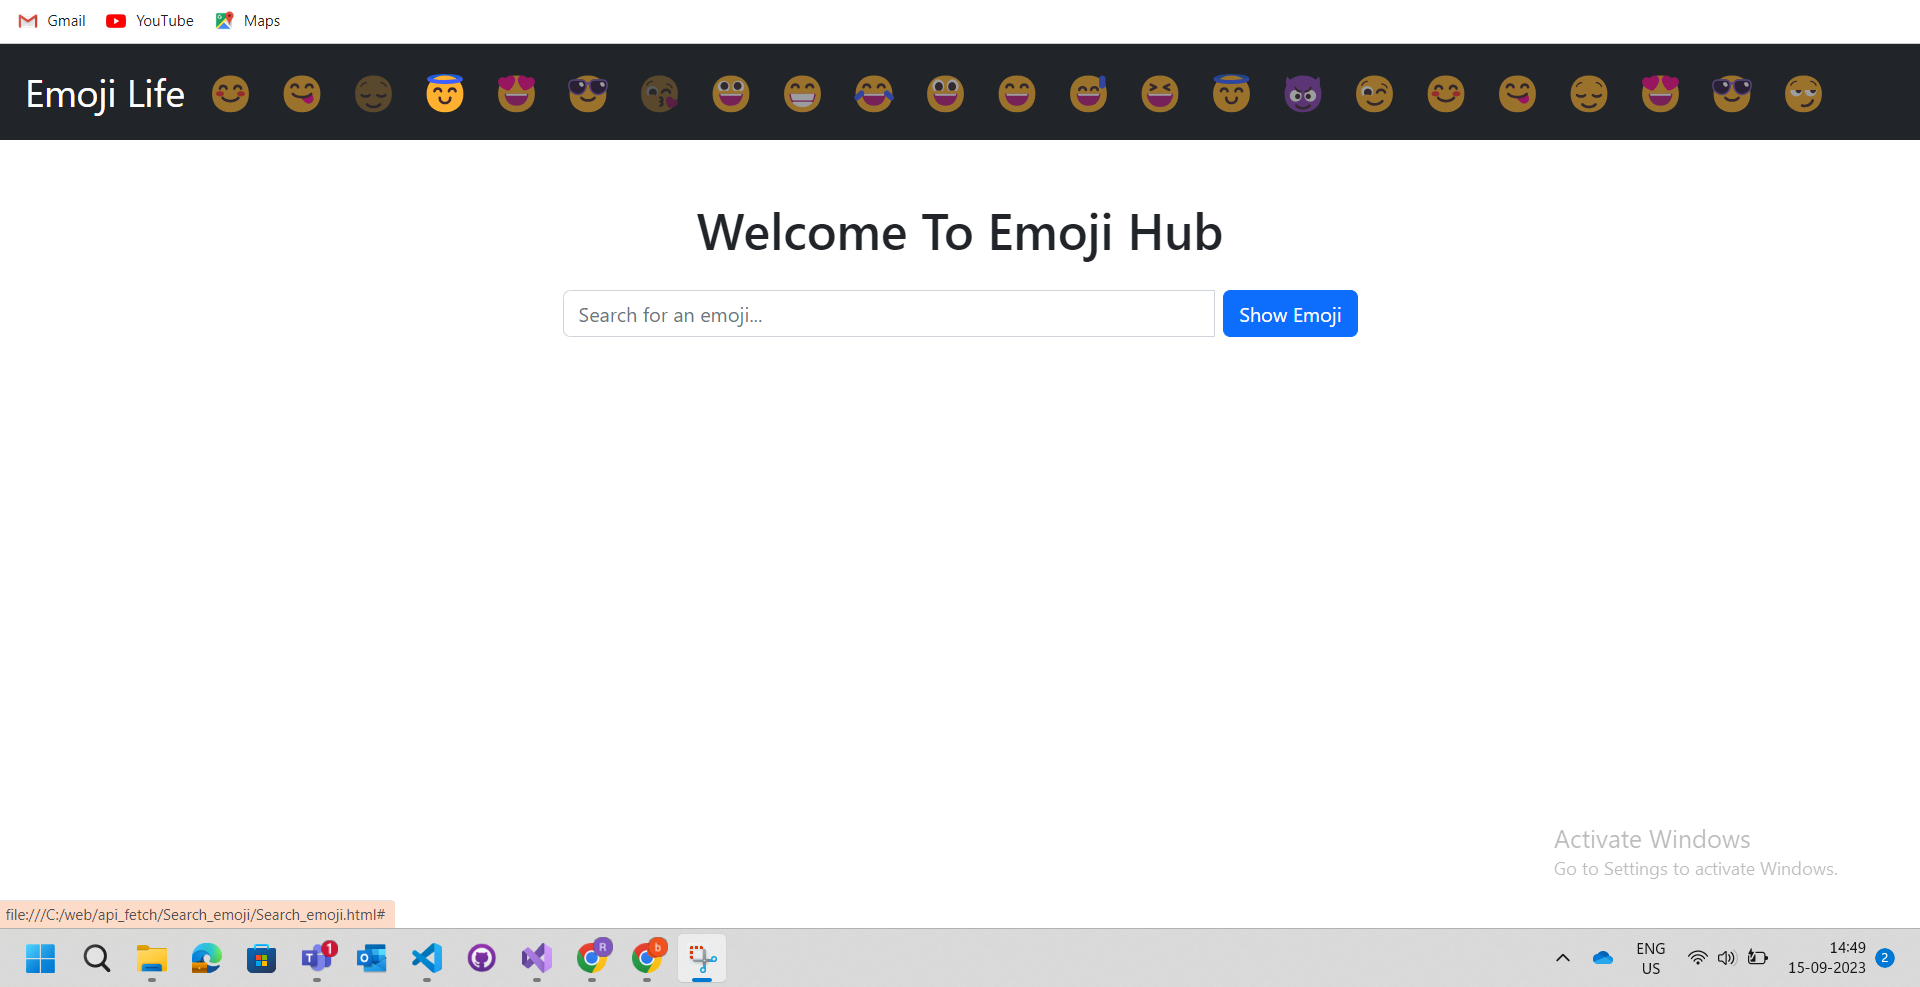 Gmail YouTube Maps
Emoji Life
Welcome To Emoji Hub
Search for an emoji... Show Emoji
Activate Windows
Go to Settings to activate Windows.
file:///C:/web/api_fetch/Search_emoji/Search_emoji.html#
1 R b
ENG
US
14:49
15-09-2023
2